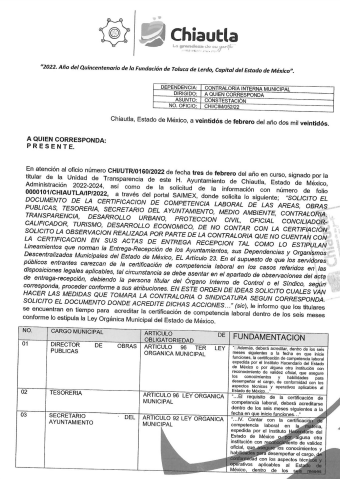 Chiautla
"2022. Año del Quincentenario de la Fundación de Toluca de Lerdo, Capital del Estado de México".
DEPENDENCIA: CONTRALORIA INTERNA MUNICIPAL
DIRIGIDO: A QUIEN CORRESPONDA
ASUNTO: CONSTESTACIÓN
NO. OFICIO: CHI/CIM/052/22
Chiautla, Estado de México, a veintidós de febrero del año dos mil veintidós.
A QUIEN CORRESPONDA:
P R E S E N T E.
En atención al oficio número CHI/UTR/0160/2022 de fecha tres de febrero del año en curso, signado por la
titular de la Unidad de Transparencia de este H. Ayuntamiento de Chiautla, Estado de México,
Administración 2022-2024, así como de la solicitud de la información con número de folio
000010/CHIAUTLA/IP/2022, a través del portal SAIMEX, donde solicita lo siguiente: "SOLICITO EL
DOCUMENTO DE LA CERTIFICACION DE COMPETENCIA LABORAL DE LAS AREAS, OBRAS
PUBLICAS, TESORERIA, SECRETARIO DEL AYUNTAMIENTO, MEDIO AMBIENTE, CONTRALORIA
TRANSPARENCIA, DESARROLLO URBANO, PROTECCION CIVIL, OFICIAL CONCILIADOR-
CALIFICADOR, TURISMO, DESARROLLO ECONOMICO, DE NO CONTAR CON LA CERTIFIACIÓN
SOLICITO LA OBSERVACION REALIZADA POR PARTE DE LA CONTRALORIA QUE NO CUENTAN CON
LA CERTIFICACION EN SUS ACTAS DE ENTREGA RECEPCION TAL COMO LO ESTIPULAN
Lineamientos que norman la Entrega-Recepción de los Ayuntamientos, sus Dependencias y Organismos
Descentralizados Municipales del Estado de México, EL Artículo 23. En el supuesto de que los servidores
públicos entrantes carezcan de la certificación de competencia laboral en los casos referidos en las
disposiciones legales aplicables, tal circunstancia se debe asentar en el apartado de observaciones del acta
de entrega-recepción, debiendo la persona titular del Órgano Interno de Control o el Síndico, según
corresponda, proceder conforme a sus atribuciones. EN ESTE ORDEN DE IDEAS SOLICITO CUALES VAN
HACER LAS MEDIDAS QUE TOMARA LA CONTRALORIA O SINDICATURA SEGUN CORRESPONDA,
SOLICITO EL DOCUMENTO DONDE ACREDITE DICHAS ACCIONES…" (sic), le informo que los titulares
se encuentran en tiempo para acreditar la certificación de competencia laboral dentro de los seis meses
conforme lo estipula la Ley Orgánica Municipal del Estado de México.
NO. CARGO MUNICIPAL ARTICULO DE OBLIGATORIEDAD FUNDAMENTACIÓN
01 DIRECTOR DE OBRAS PUBLICAS
ARTICULO 96 TER LEY ORGANICA MUNICIPAL
"..Además, deberá acreditar, dentro de los seis
meses siguientes a la fecha en que inicie
funciones, la certificación de competencia laboral
expedida por el Instituto Hacendario del Estado
de México o por alguna otra institución con
reconocimiento de validez oficial, que aseguren
los conocimientos y habilidades para
desempeñar el cargo, de conformidad con los
aspectos técnicos y operativos aplicables al
Estado de México.
02 TESORERIA
ARTICULO 96 LEY ORGANICA MUNICIPAL
"…El requisito de la certificación de
competencia laboral, deberá acreditarse
dentro de los seis meses siguientes a la
fecha en que inicie funciones…"
03 SECRETARIO DEL AYUNTAMIENTO
ARTICULO 92 LEY ORGANICA MUNICIPAL
"…IV. Contar con la certificación de
competencia laboral en la materia,
expedida por el Instituto Hacendario del
Estado de México o por alguna otra
institución con reconocimiento de validez
oficial, que aseguren los conocimientos y
habilidades para desempeñar el cargo, de
conformidad con los aspectos técnicos y
operativos aplicables al Estado de
México, dentro de los seis meses